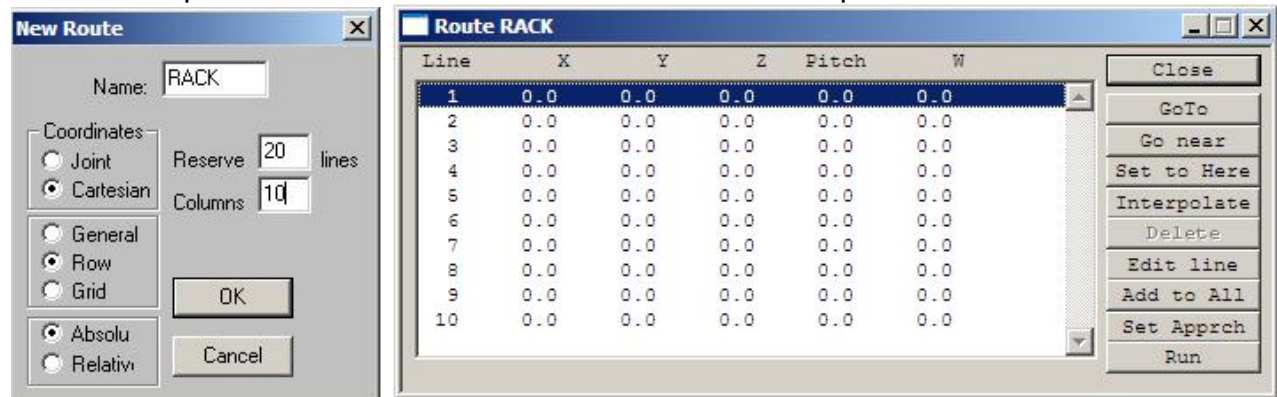 New Route
Name: RACK
Coordinates
Joint
Cartesian
Reserve 20 lines
Columns 10
General
Row
Grid
OK
Absolu
Relativ
Cancel
Route RACK
Line X Y Z Pitch W
1 0.0 0.0 0.0 0.0 0.0
2 0.0 0.0 0.0 0.0 0.0
3 0.0 0.0 0.0 0.0 0.0
4 0.0 0.0 0.0 0.0 0.0
5 0.0 0.0 0.0 0.0 0.0
6 0.0 0.0 0.0 0.0 0.0
7 0.0 0.0 0.0 0.0 0.0
8 0.0 0.0 0.0 0.0 0.0
9 0.0 0.0 0.0 0.0 0.0
10 0.0 0.0 0.0 0.0 0.0
Close
GoTo
Go near
Set to Here
Interpolate
Delete
Edit line
Add to All
Set Apprch
Run